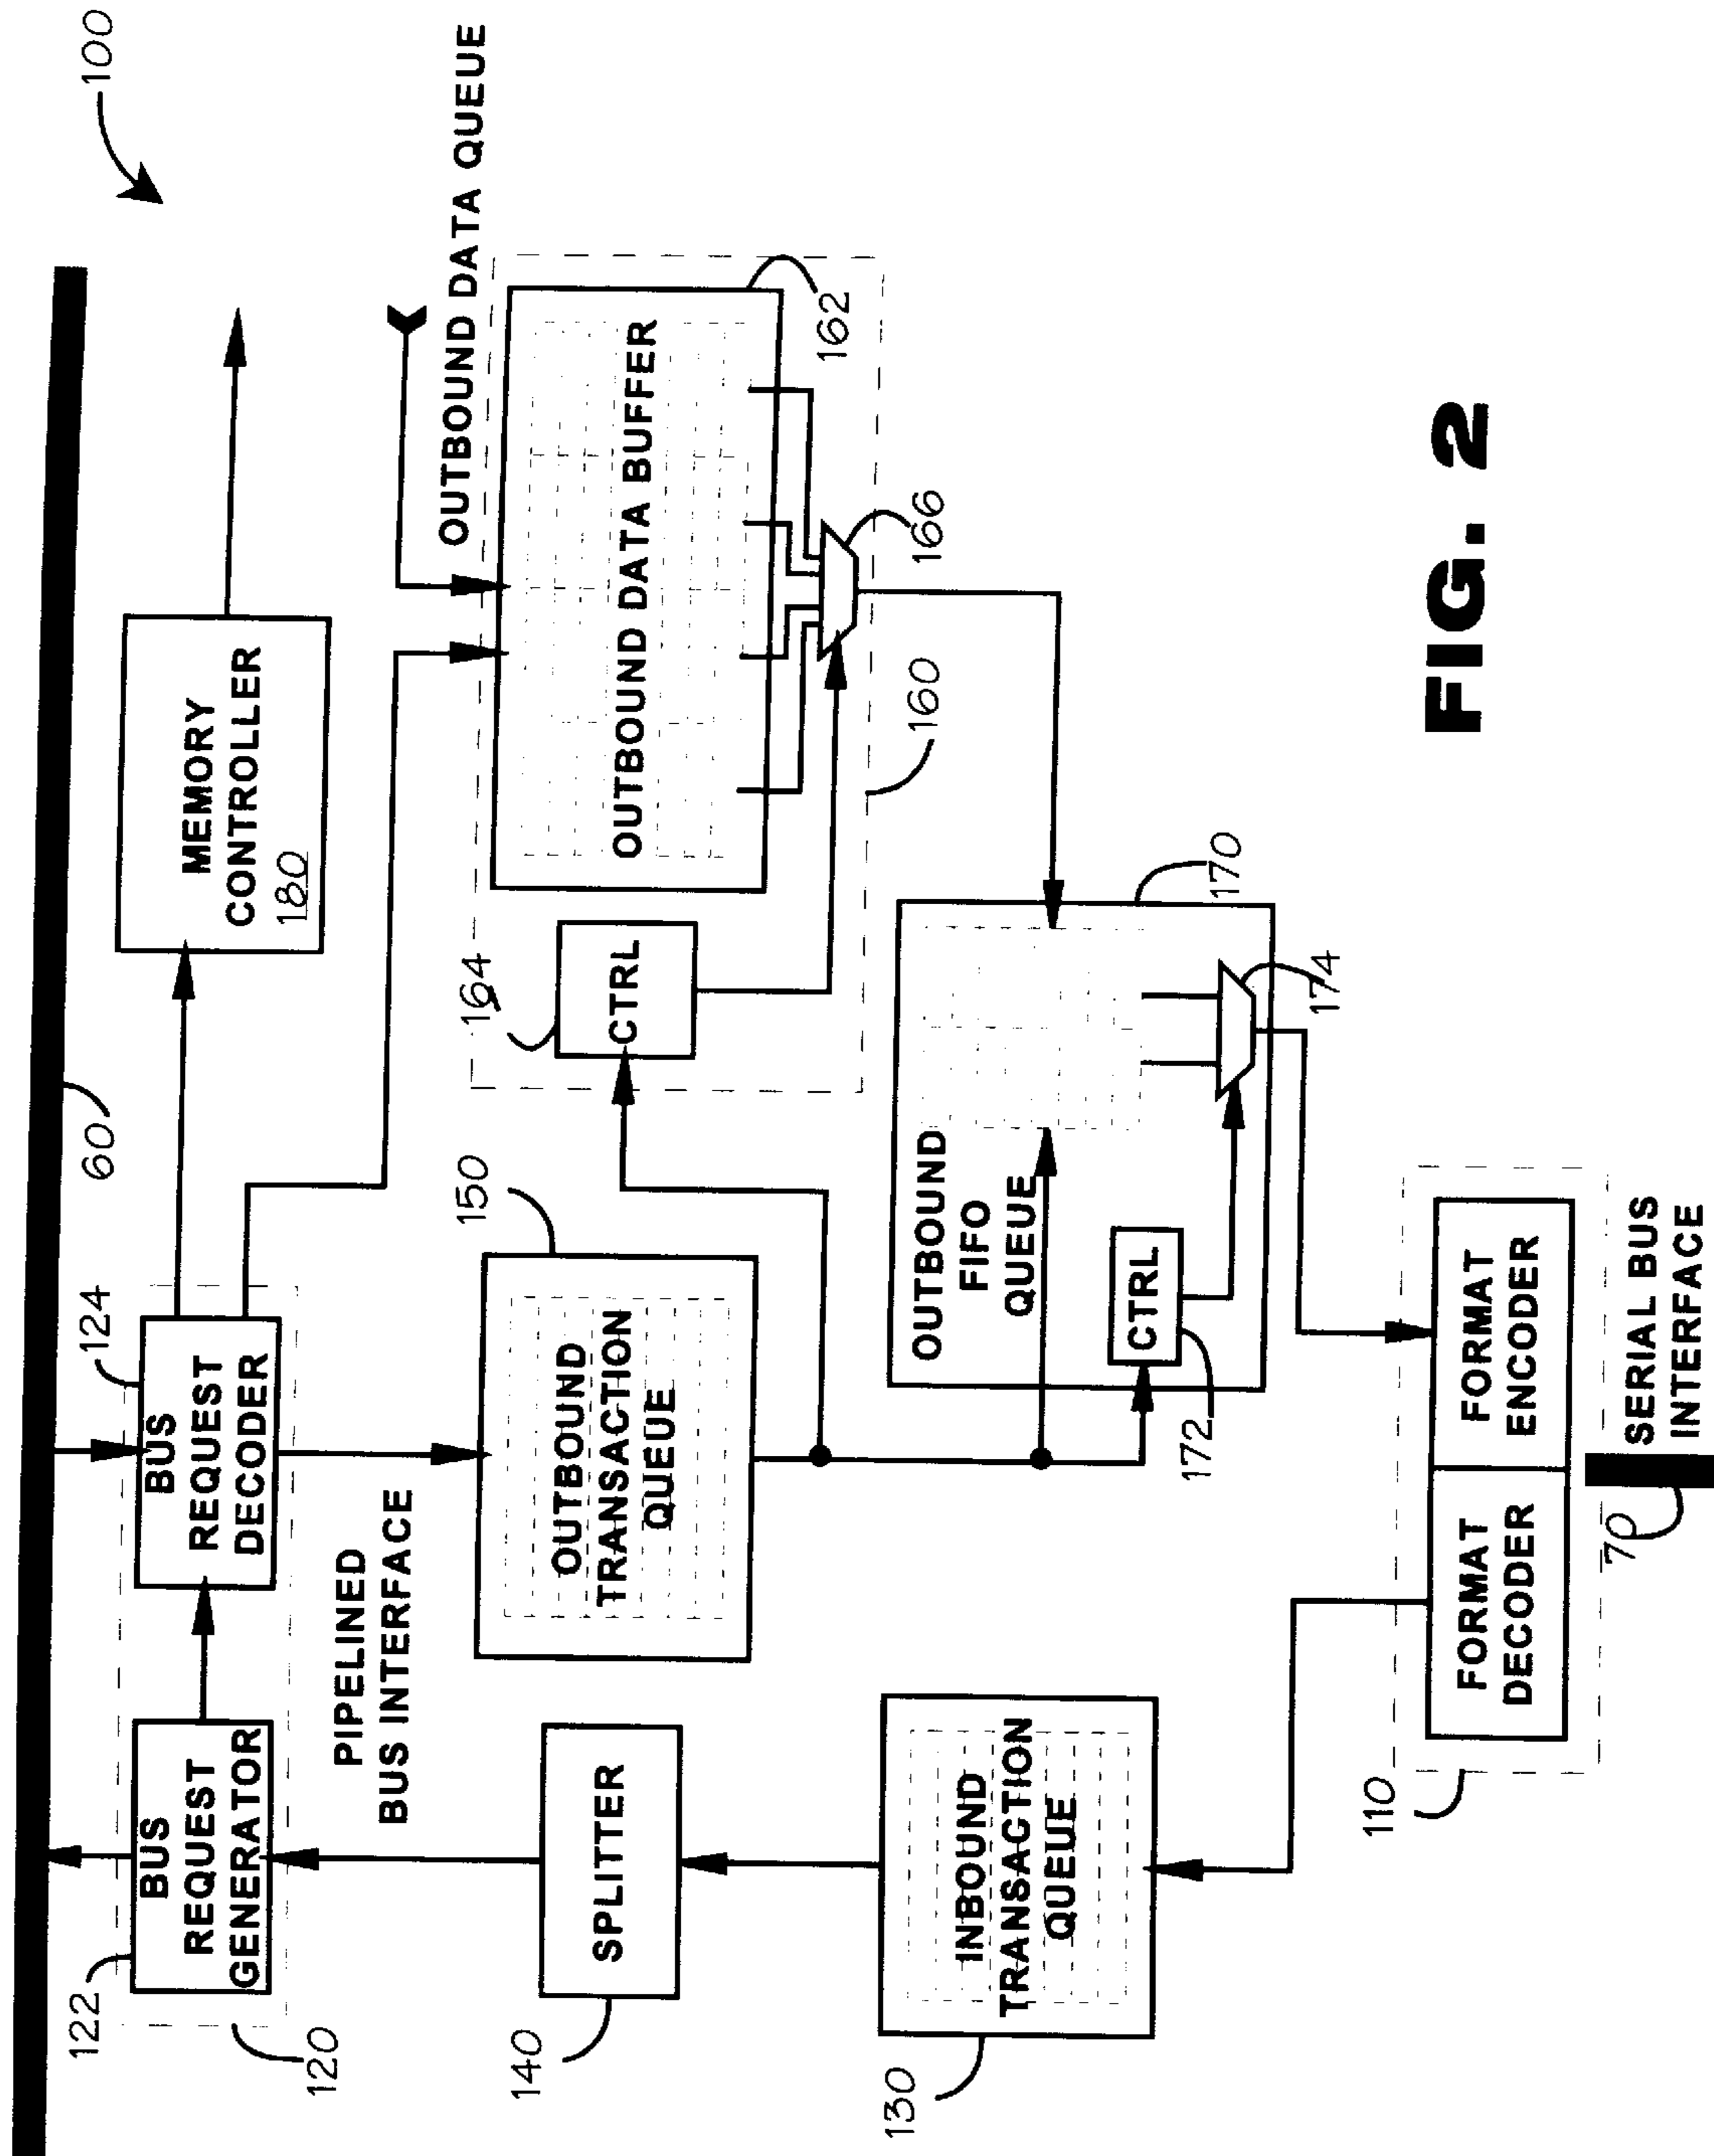 100
60
122
BUS
REQUEST
GENERATOR
120
124
BUS
REQUEST
DECODER
MEMORY
CONTROLLER
180
PIPELINED
BUS INTERFACE
OUTBOUND DATA QUEUE
140
SPLITTER
150
OUTBOUND
TRANSACTION
QUEUE
164
CTRL
OUTBOUND DATA BUFFER
162
166
160
130
INBOUND
TRANSACTION
QUEUE
OUTBOUND
FIFO
QUEUE
CTRL
172
170
174
110
FORMAT
DECODER
FORMAT
ENCODER
70
SERIAL BUS
INTERFACE
FIG. 2